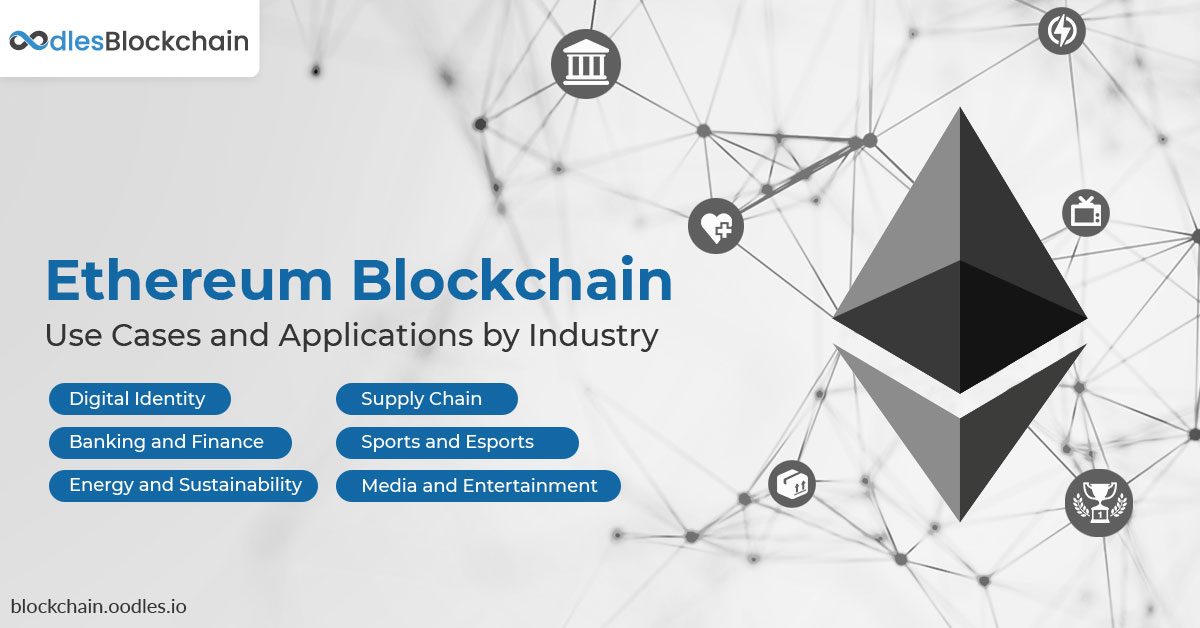 oodlesBlockchain
Ethereum Blockchain
Use Cases and Applications by Industry
Digital Identity
Supply Chain
Banking and Finance
Sports and Esports
Energy and Sustainability
Media and Entertainment
1
blockchain.oodles.io